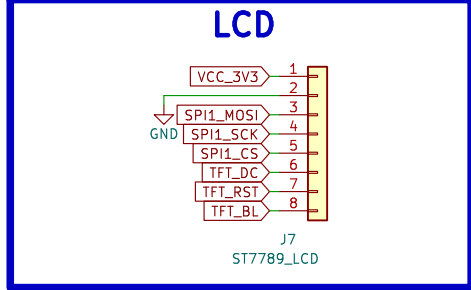 LCD
VCC_3V3 1
2
GND
SPI1_MOSI 3
SPI1_SCK 4
SPI1_CS 5
TFT_DC 6
TFT_RST 7
TFT_BL 8
J7
ST7789_LCD